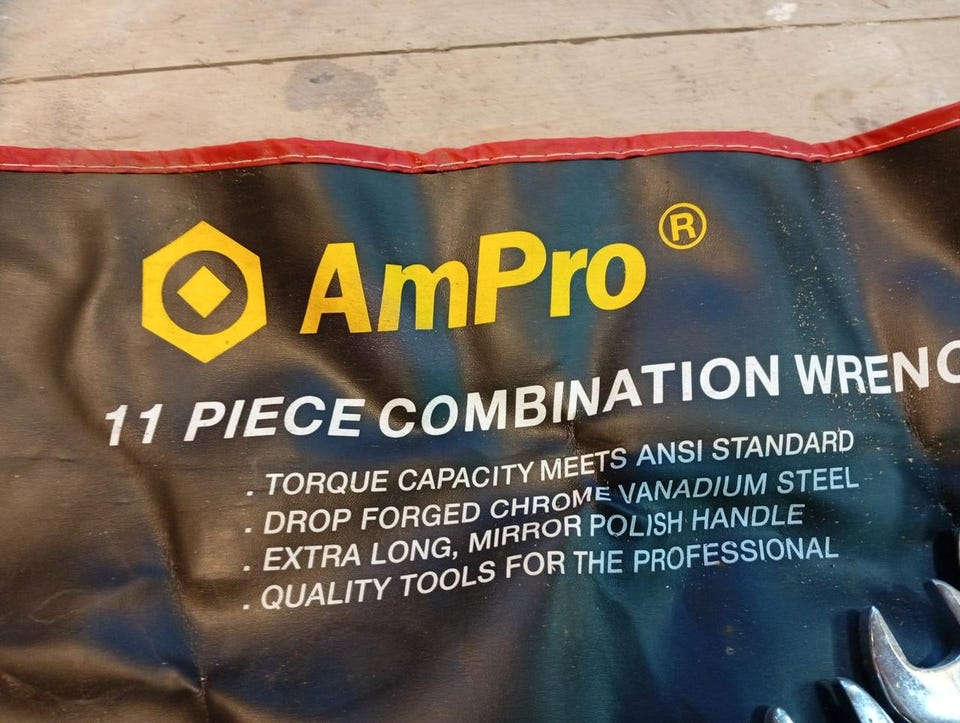 AmPro®
11 PIECE COMBINATION WRENC
. TORQUE CAPACITY MEETS ANSI STANDARD
. DROP FORGED CHROME VANADIUM STEEL
. EXTRA LONG, MIRROR POLISH HANDLE
. QUALITY TOOLS FOR THE PROFESSIONAL